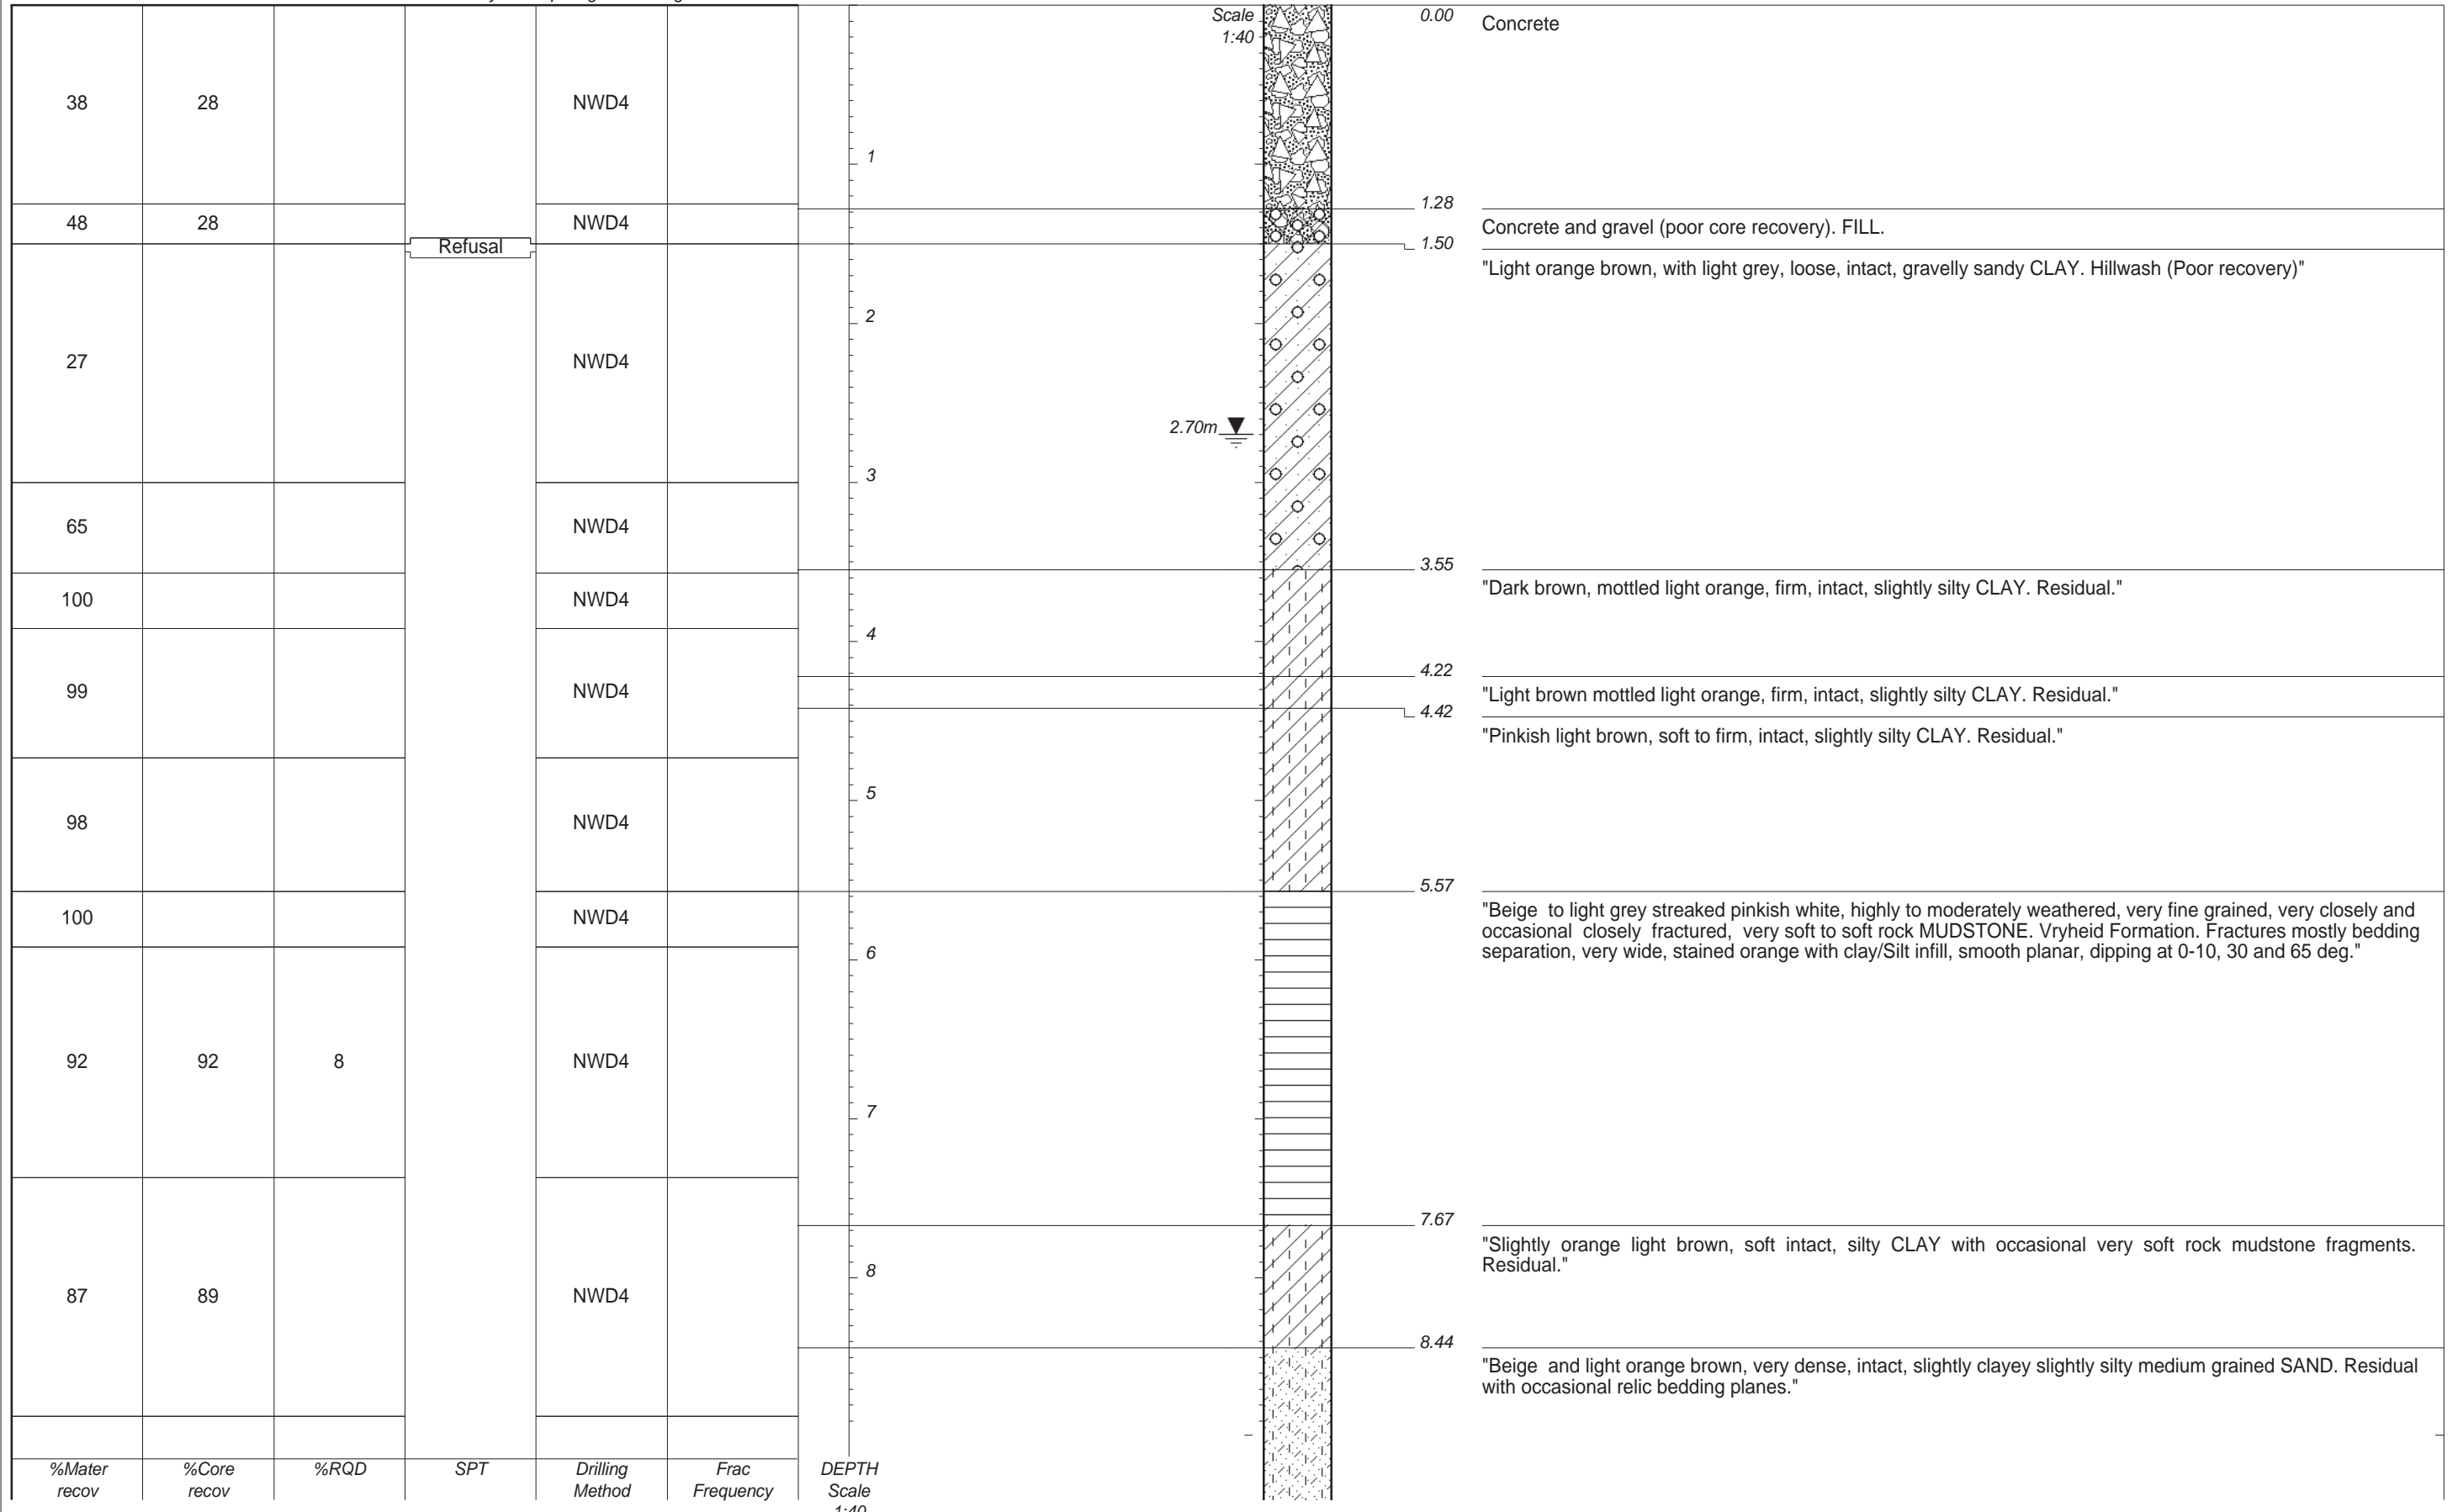 Scale
1:40
0.00 Concrete
38 28 NWD4
1
1.28
48 28 NWD4
Concrete and gravel (poor core recovery). FILL.
Refusal
1.50
"Light orange brown, with light grey, loose, intact, gravelly sandy CLAY. Hillwash (Poor recovery)"
2
27 NWD4
2.70m
3
65 NWD4
3.55
"Dark brown, mottled light orange, firm, intact, slightly silty CLAY. Residual."
100 NWD4
4
4.22
99 NWD4
"Light brown mottled light orange, firm, intact, slightly silty CLAY. Residual."
4.42
"Pinkish light brown, soft to firm, intact, slightly silty CLAY. Residual."
5
98 NWD4
5.57
100 NWD4
"Beige to light grey streaked pinkish white, highly to moderately weathered, very fine grained, very closely and
occasional closely fractured, very soft to soft rock MUDSTONE. Vryheid Formation. Fractures mostly bedding
separation, very wide, stained orange with clay/Silt infill, smooth planar, dipping at 0-10, 30 and 65 deg."
6
92 92 8 NWD4
7
7.67
"Slightly orange light brown, soft intact, silty CLAY with occasional very soft rock mudstone fragments.
Residual."
8
87 89 NWD4
8.44
"Beige and light orange brown, very dense, intact, slightly clayey slightly silty medium grained SAND. Residual
with occasional relic bedding planes."
%Mater
recov
%Core
recov
%RQD
SPT
Drilling
Method
Frac
Frequency
DEPTH
Scale
1:40